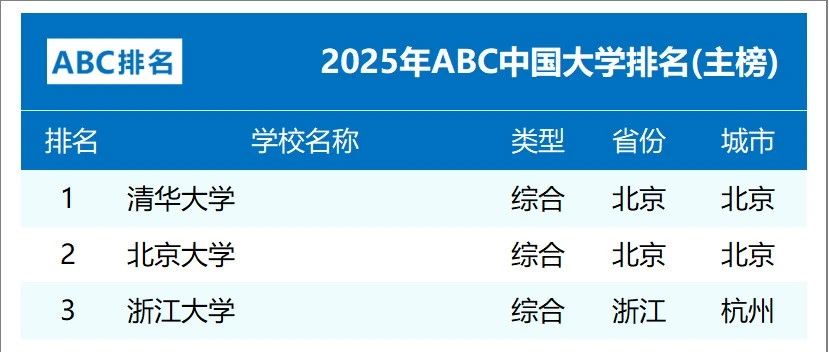 ABC排名
2025年ABC中国大学排名(主榜)
排名 学校名称 类型 省份 城市
1 清华大学 综合 北京 北京
2 北京大学 综合 北京 北京
3 浙江大学 综合 浙江 杭州